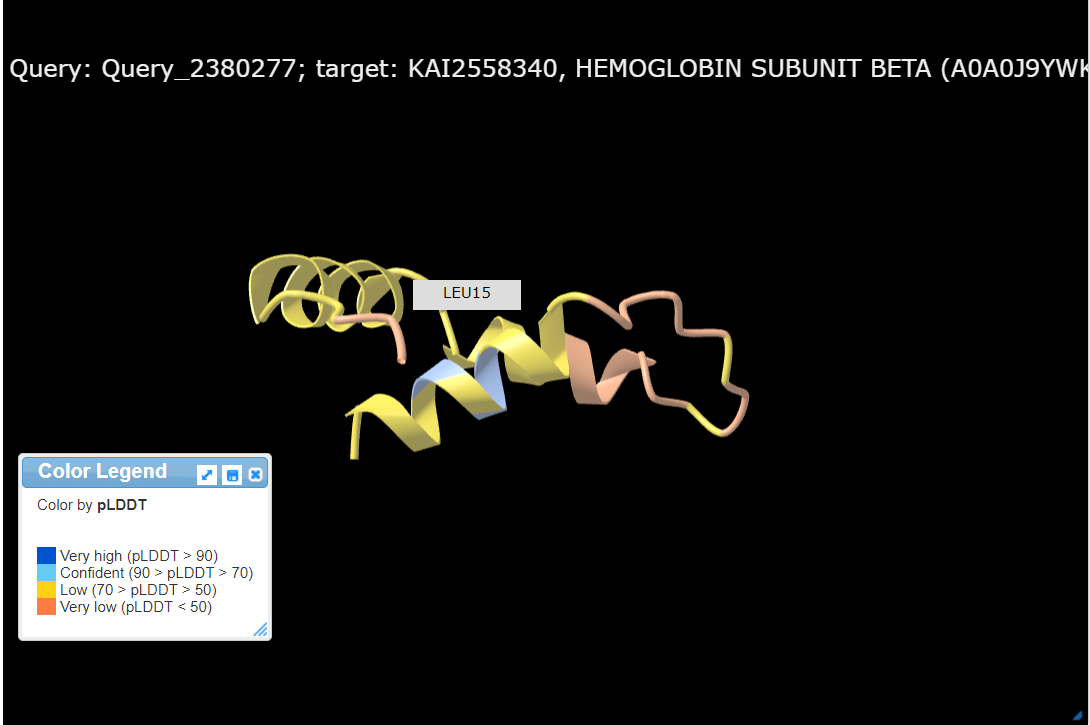 Query: Query_2380277; target: KAI2558340, HEMOGLOBIN SUBUNIT BETA (A0A0J9YWK
LEU15
Color Legend
Color by pLDDT
Very high (pLDDT > 90)
Confident (90 > pLDDT > 70)
Low (70 > pLDDT > 50)
Very low (pLDDT < 50)